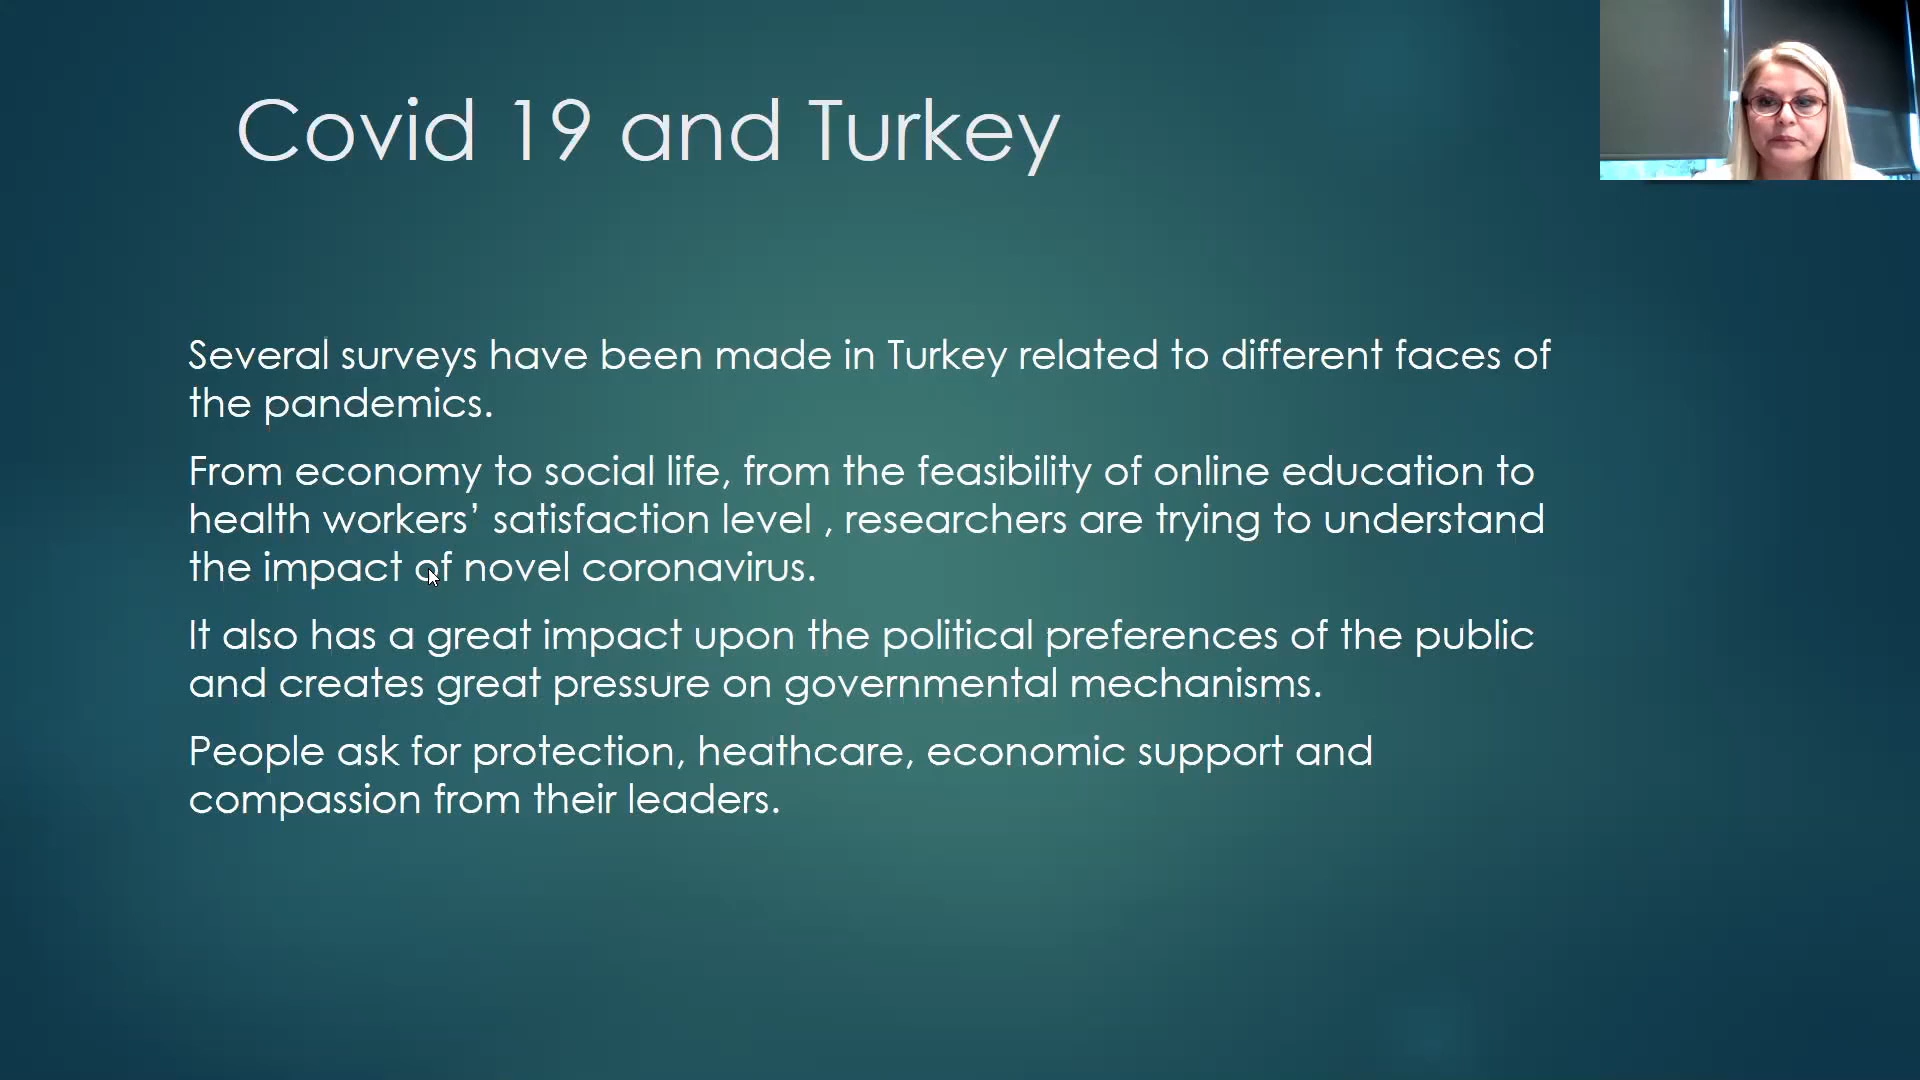 Covid 19 and Turkey
Several surveys have been made in Turkey related to different faces of
the pandemics.
From economy to social life, from the feasibility of online education to
health workers’ satisfaction level , researchers are trying to understand
the impact of novel coronavirus.
It also has a great impact upon the political preferences of the public
and creates great pressure on governmental mechanisms.
People ask for protection, heathcare, economic support and
compassion from their leaders.